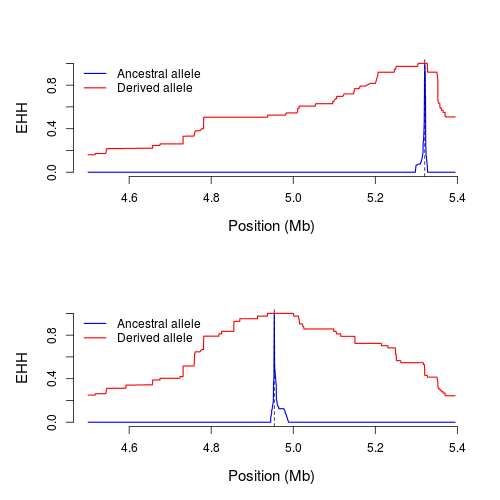 EHH
0.0 0.4 0.8
Ancestral allele
Derived allele
4.6 4.8 5.0 5.2 5.4
Position (Mb)
EHH
0.0 0.4 0.8
Ancestral allele
Derived allele
4.6 4.8 5.0 5.2 5.4
Position (Mb)